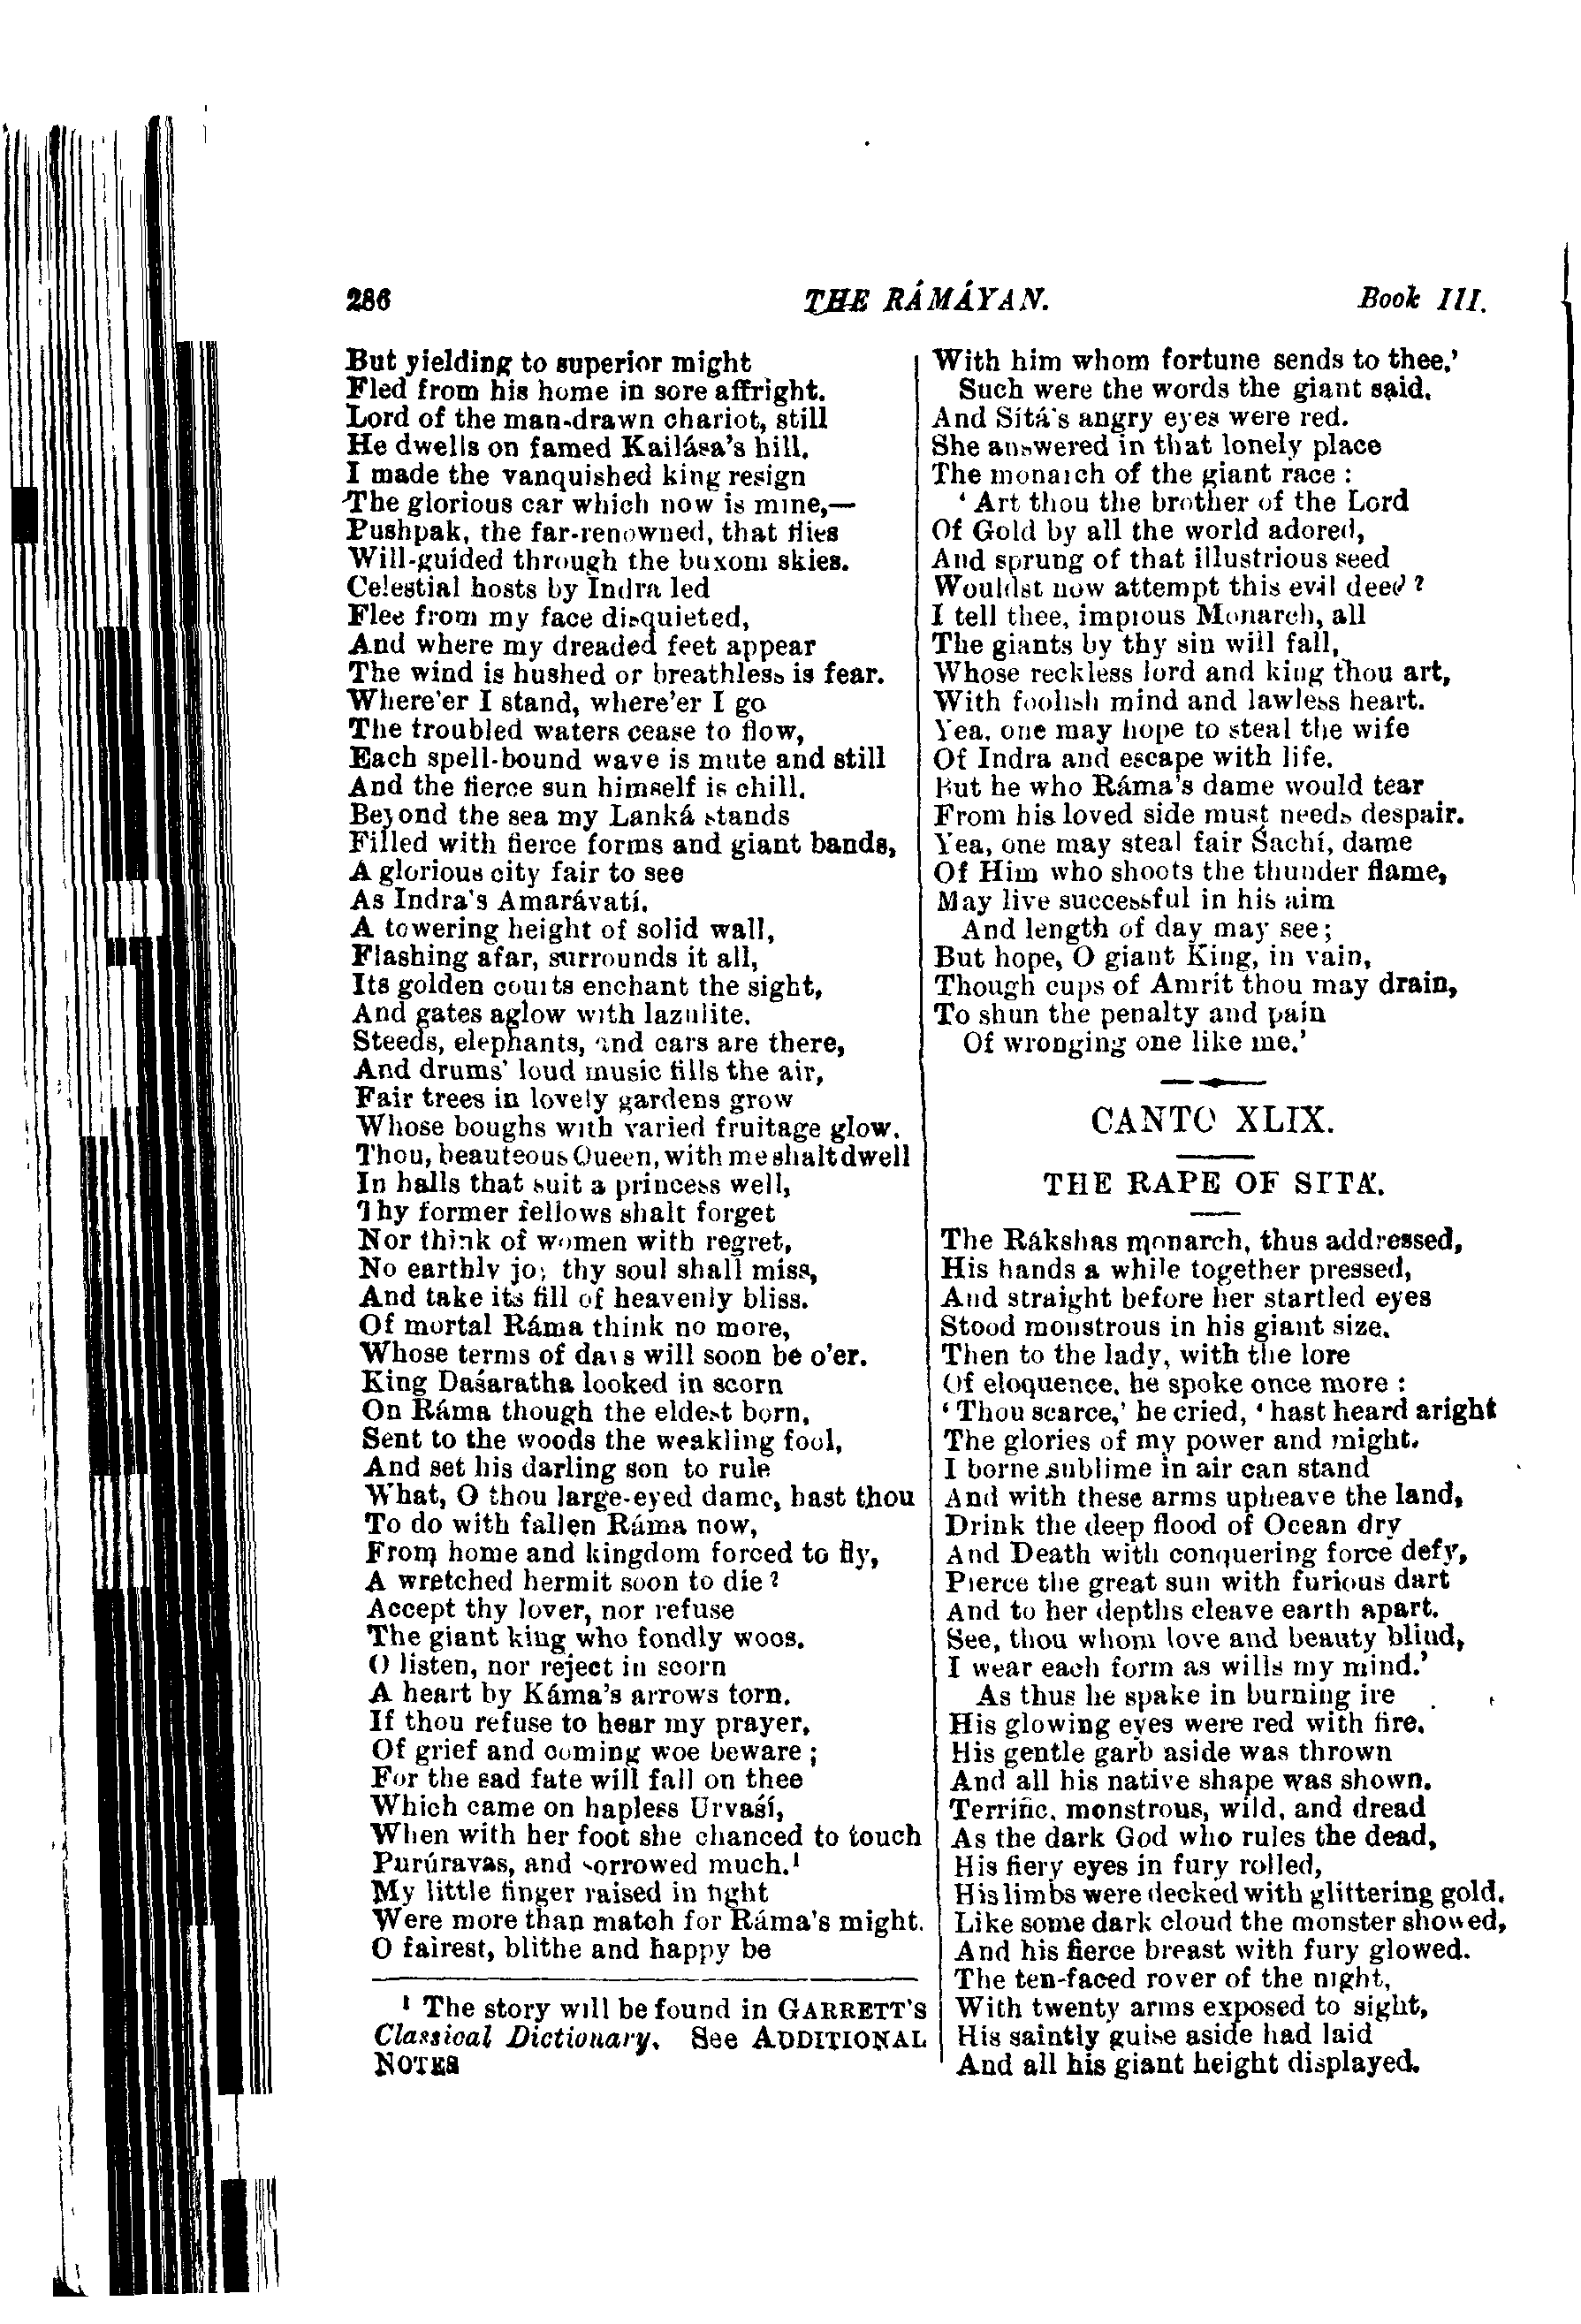 286
THE RÁMÁYAN.
Book III.
But yielding to superior might
Fled from his home in sore affright.
Lord of the man-drawn chariot, still
He dwells on famed Kailása's hill.
I made the vanquished king resign
The glorious car which now is mine,—
Pushpak, the far-renowned, that flies
Will-guided through the buxom skies.
Celestial hosts by Indra led
Flee from my face disquieted,
And where my dreaded feet appear
The wind is hushed or breathless is fear.
Where'er I stand, where'er I go
The troubled waters cease to flow,
Each spell-bound wave is mute and still
And the fierce sun himself is chill.
Beyond the sea my Lanká stands
Filled with fierce forms and giant bands,
A glorious city fair to see
As Indra's Amarávatí.
A towering height of solid wall,
Flashing afar, surrounds it all,
Its golden courts enchant the sight,
And gates aglow with lazulite.
Steeds, elephants, and cars are there,
And drums' loud music fills the air,
Fair trees in lovely gardens grow
Whose boughs with varied fruitage glow.
Thou, beauteous Queen, with me shalt dwell
In halls that suit a princess well,
Thy former fellows shalt forget
Nor think of women with regret,
No earthly joy thy soul shall miss,
And take its fill of heavenly bliss.
Of mortal Ráma think no more,
Whose terms of days will soon be o'er.
King Daśaratha looked in scorn
On Ráma though the eldest born,
Sent to the woods the weakling fool,
And set his darling son to rule
What, O thou large-eyed dame, hast thou
To do with fallen Ráma now,
From home and kingdom forced to fly,
A wretched hermit soon to die?
Accept thy lover, nor refuse
The giant king who fondly woos.
O listen, nor reject in scorn
A heart by Káma's arrows torn.
If thou refuse to hear my prayer,
Of grief and coming woe beware;
For the sad fate will fall on thee
Which came on hapless Urvaśí,
When with her foot she chanced to touch
Purúravas, and sorrowed much.¹
My little finger raised in fight
Were more than match for Ráma's might.
O fairest, blithe and happy be
¹ The story will be found in GARRETT'S
Classical Dictionary. See ADDITIONAL
NOTES
With him whom fortune sends to thee.'
Such were the words the giant said,
And Sítá's angry eyes were red.
She answered in that lonely place
The monarch of the giant race:
'Art thou the brother of the Lord
Of Gold by all the world adored,
And sprung of that illustrious seed
Wouldst now attempt this evil deed?
I tell thee, impious Monarch, all
The giants by thy sin will fall,
Whose reckless lord and king thou art,
With foolish mind and lawless heart.
Yea, one may hope to steal the wife
Of Indra and escape with life.
But he who Ráma's dame would tear
From his loved side must needs despair.
Yea, one may steal fair Śachí, dame
Of Him who shoots the thunder flame,
May live successful in his aim
And length of day may see;
But hope, O giant King, in vain,
Though cups of Amrit thou may drain,
To shun the penalty and pain
Of wronging one like me.'
CANTO XLIX.
THE RAPE OF SÍTÁ.
The Rákshas monarch, thus addressed,
His hands a while together pressed,
And straight before her startled eyes
Stood monstrous in his giant size.
Then to the lady, with the lore
Of eloquence, he spoke once more:
'Thou scarce,' he cried, 'hast heard aright
The glories of my power and might.
I borne sublime in air can stand
And with these arms upheave the land,
Drink the deep flood of Ocean dry
And Death with conquering force defy,
Pierce the great sun with furious dart
And to her depths cleave earth apart.
See, thou whom love and beauty blind,
I wear each form as wills my mind.'
As thus he spake in burning ire
His glowing eyes were red with fire.
His gentle garb aside was thrown
And all his native shape was shown.
Terrific, monstrous, wild, and dread
As the dark God who rules the dead,
His fiery eyes in fury rolled,
His limbs were decked with glittering gold.
Like some dark cloud the monster showed,
And his fierce breast with fury glowed.
The ten-faced rover of the night,
With twenty arms exposed to sight,
His saintly guise aside had laid
And all his giant height displayed.